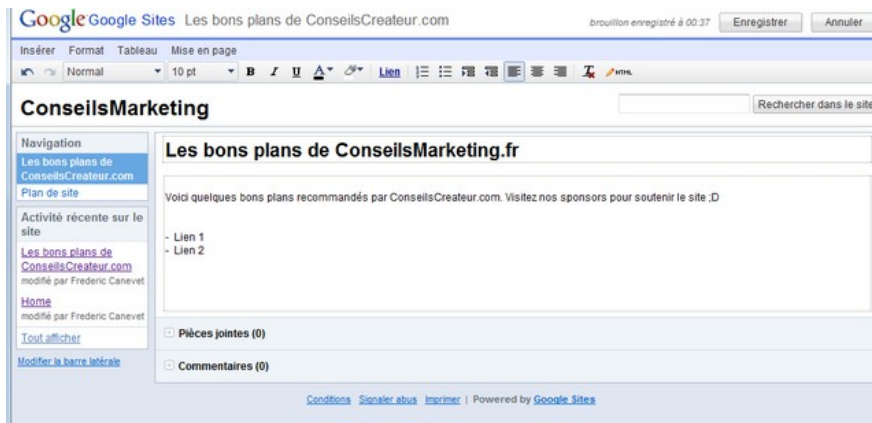 Google Google Sites Les bons plans de ConseilsCreateur.com brouillon enregistré à 00:37 Enregistrer Annuler
Insérer Format Tableau Mise en page
Normal 10 pt B I U A Lien T HTML
ConseilsMarketing Rechercher dans le site
Navigation
Les bons plans de
ConseilsCreateur.com
Plan de site
Activité récente sur le
site
Les bons plans de
ConseilsCreateur.com
modifié par Frederic Canevet
Home
modifié par Frederic Canevet
Tout afficher
Modifier la barre latérale
Les bons plans de ConseilsMarketing.fr
Voici quelques bons plans recommandés par ConseilsCreateur.com. Visitez nos sponsors pour soutenir le site ;D
- Lien 1
- Lien 2
Pièces jointes (0)
Commentaires (0)
Conditions Signaler abus Imprimer | Powered by Google Sites